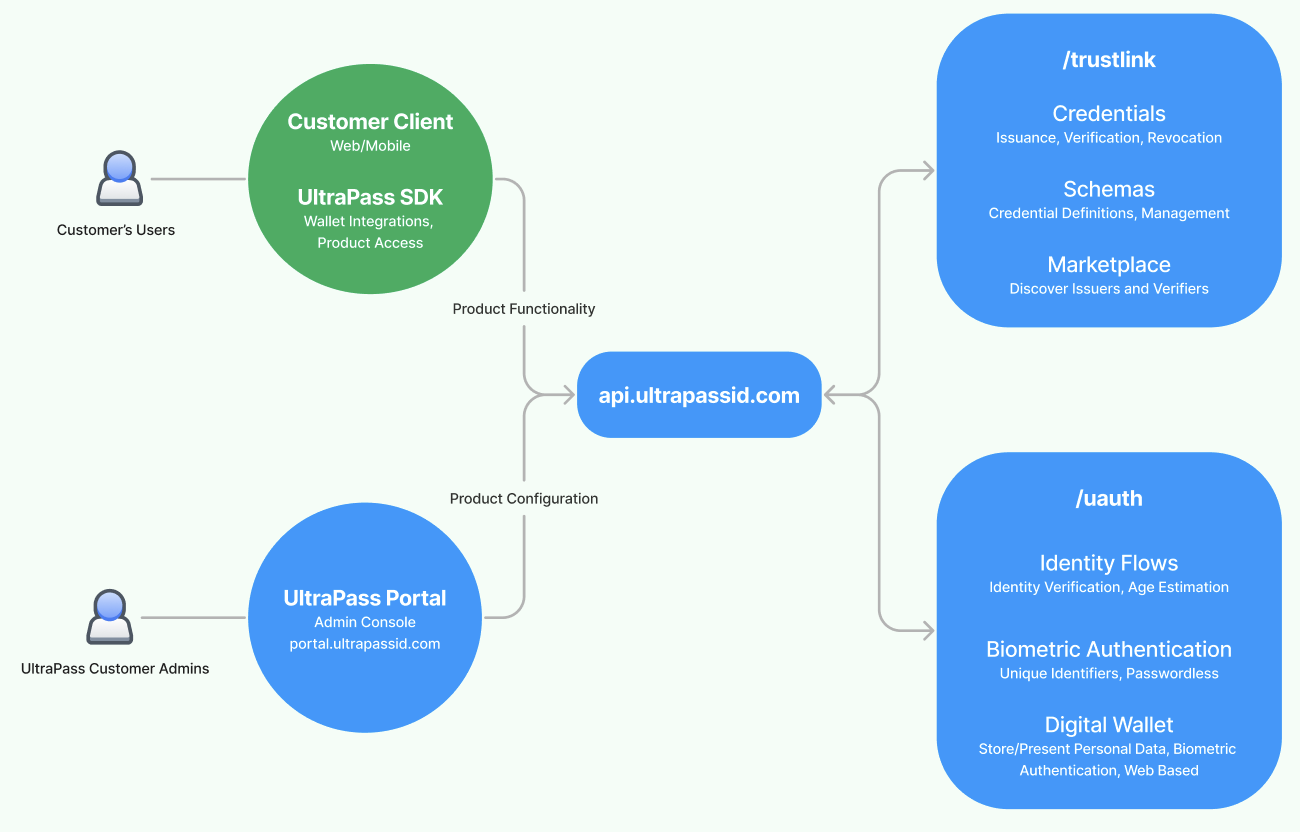 Customer Client
Web/Mobile
UltraPass SDK
Wallet Integrations,
Product Access
Customer’s Users
Product Functionality
api.ultrapassid.com
Product Configuration
UltraPass Portal
Admin Console
portal.ultrapassid.com
UltraPass Customer Admins
/trustlink
Credentials
Issuance, Verification, Revocation
Schemas
Credential Definitions, Management
Marketplace
Discover Issuers and Verifiers
/uauth
Identity Flows
Identity Verification, Age Estimation
Biometric Authentication
Unique Identifiers, Passwordless
Digital Wallet
Store/Present Personal Data, Biometric
Authentication, Web Based